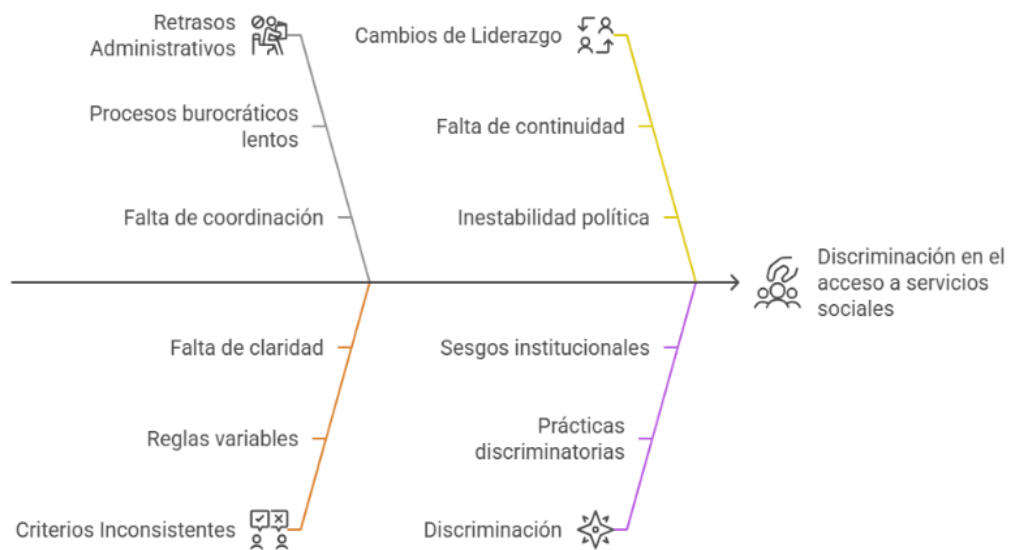 Retrasos
Administrativos
Procesos burocráticos
lentos
Falta de coordinación
Cambios de Liderazgo
Falta de continuidad
Inestabilidad política
Discriminación en el
acceso a servicios
sociales
Falta de claridad
Reglas variables
Criterios Inconsistentes
Sesgos institucionales
Prácticas
discriminatorias
Discriminación